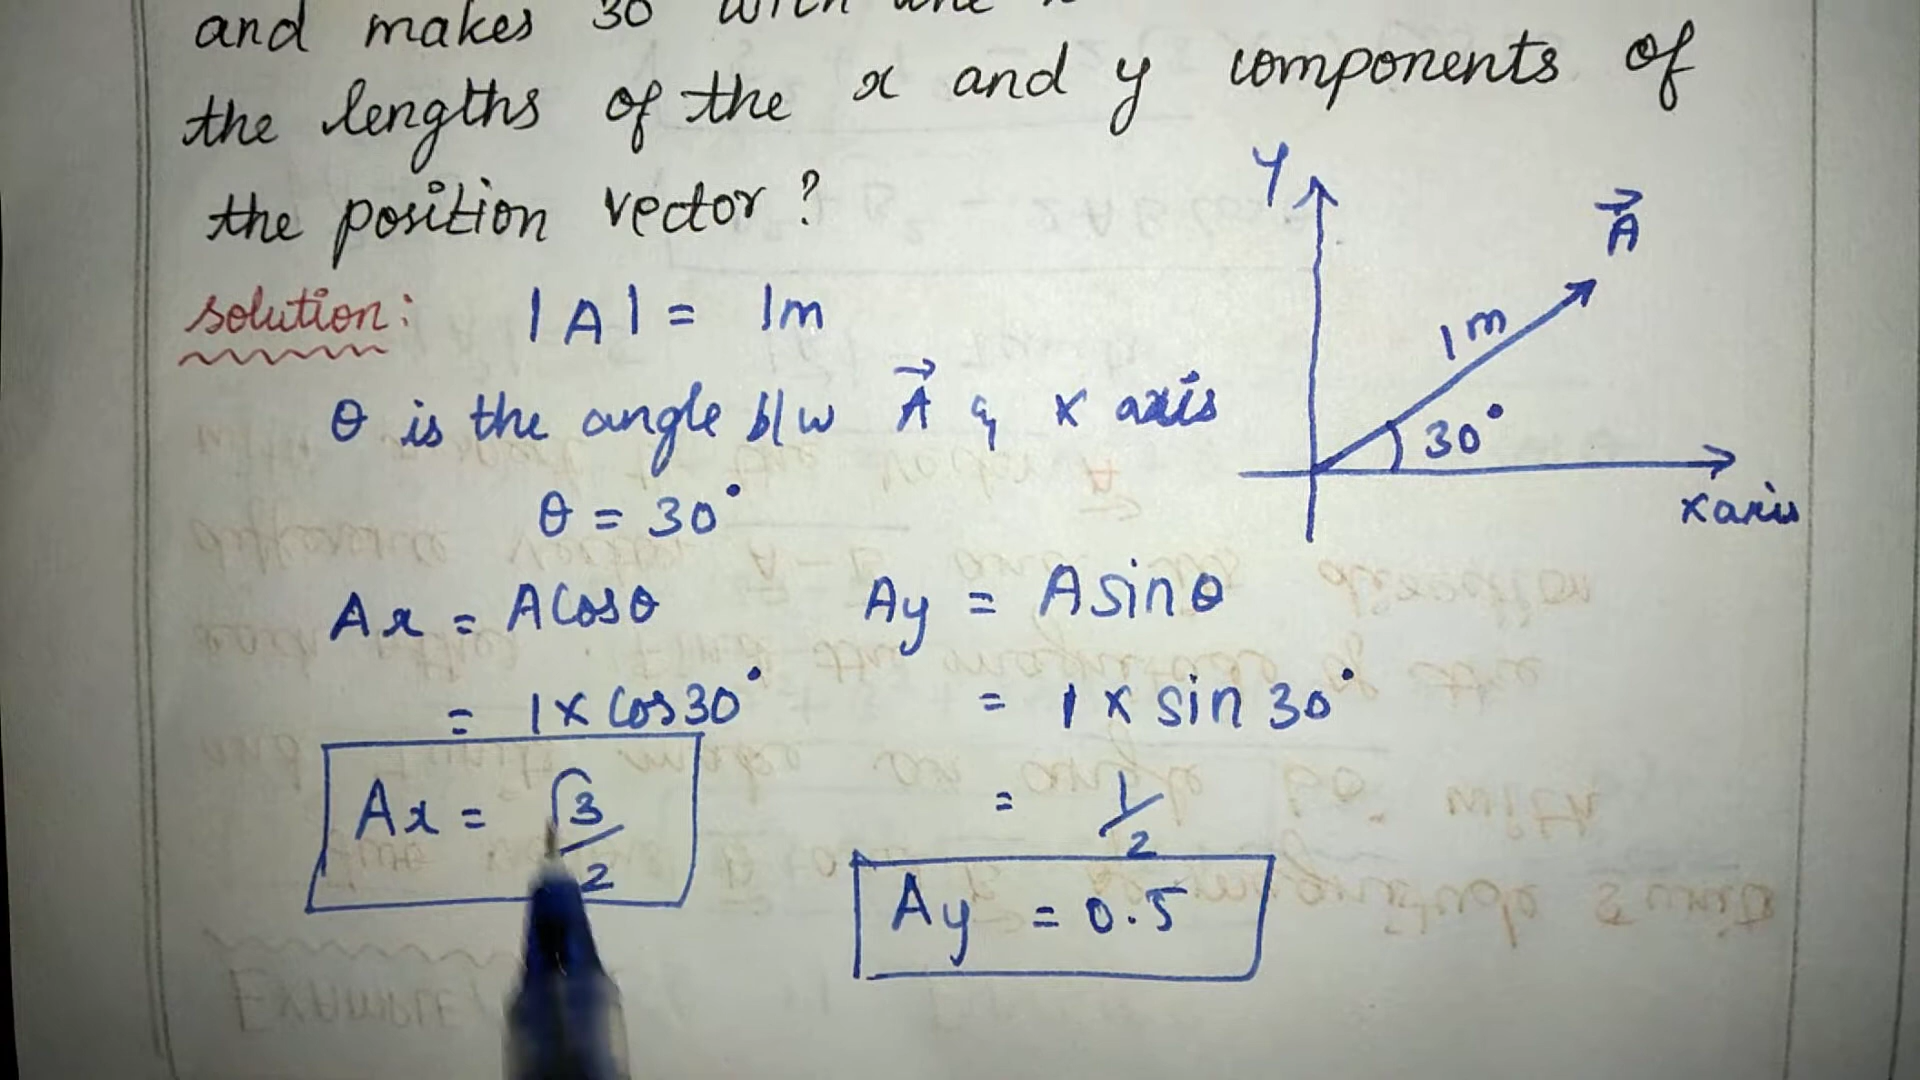 and makes 30 with the
the lengths of the x and y components of
the position vector ?
solution: |A| = 1m
θ is the angle b/w A⃗ & x axis
θ = 30°
Y
A⃗
1m
30°
x axis
Ax = A cos θ
= 1 × cos 30°
Ax = √3/2
Ay = A sin θ
= 1 × sin 30°
= 1/2
Ay = 0.5